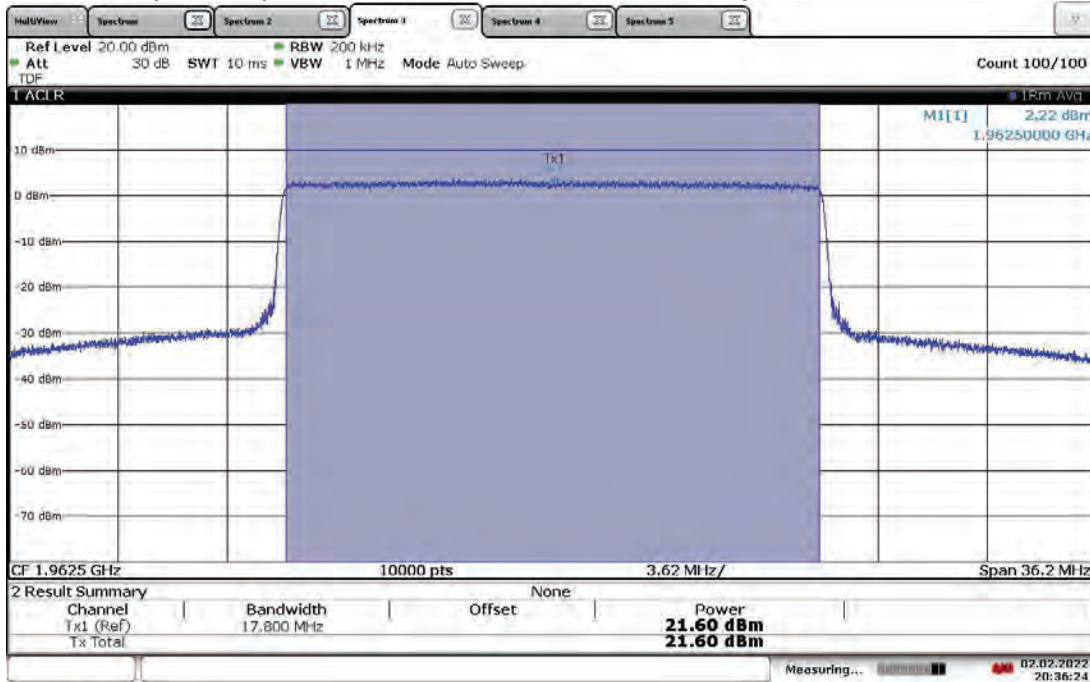 MultiView Spectrum Spectrum 2 Spectrum 3 Spectrum 4 Spectrum 5
Ref Level 20.00 dBm RBW 200 kHz
Att 30 dB SWT 10 ms VBW 1 MHz Mode Auto Sweep Count 100/100
TDF
1 ACLR 1Rm Avg
M1[1] 2.22 dBm
1.96250000 GHz
10 dBm
Tx1
0 dBm
-10 dBm
-20 dBm
-30 dBm
-40 dBm
-50 dBm
-60 dBm
-70 dBm
CF 1.9625 GHz 10000 pts 3.62 MHz/ Span 36.2 MHz
2 Result Summary None
Channel Bandwidth Offset Power
Tx1 (Ref) 17.800 MHz 21.60 dBm
Tx Total 21.60 dBm
Measuring... 02.02.2022
20:36:24